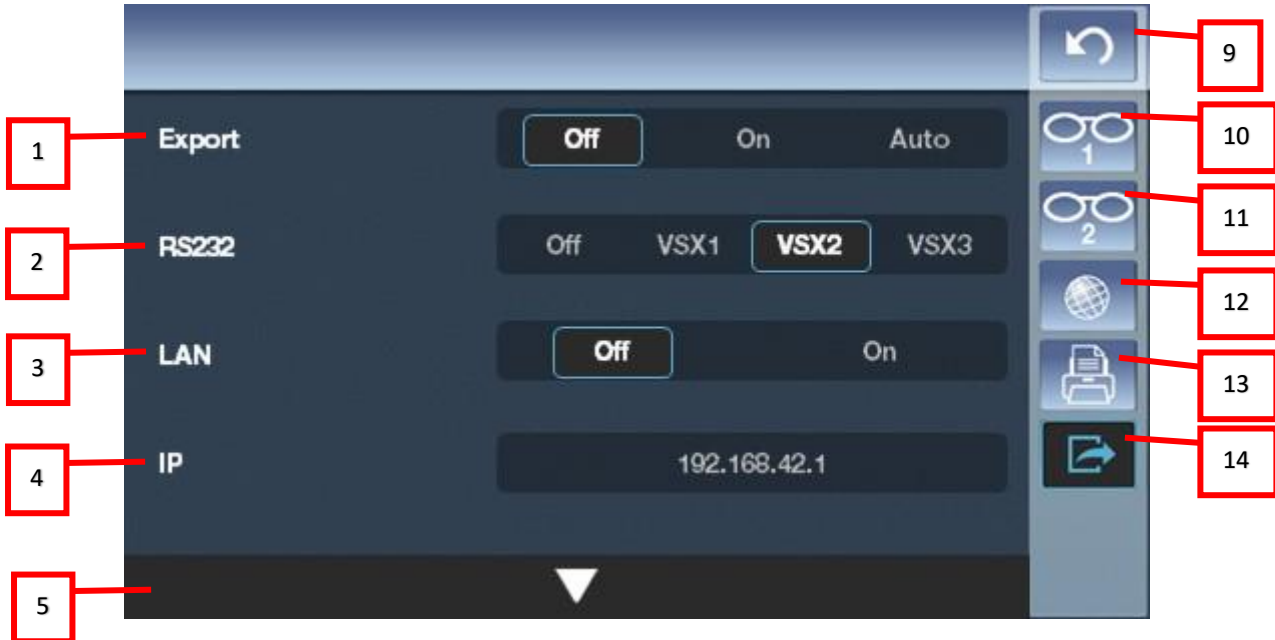 9
1 Export Off On Auto 1 10
2 11
2 RS232 Off VSX1 VSX2 VSX3
12
3 LAN Off On
13
4 IP 192.168.42.1 14
5